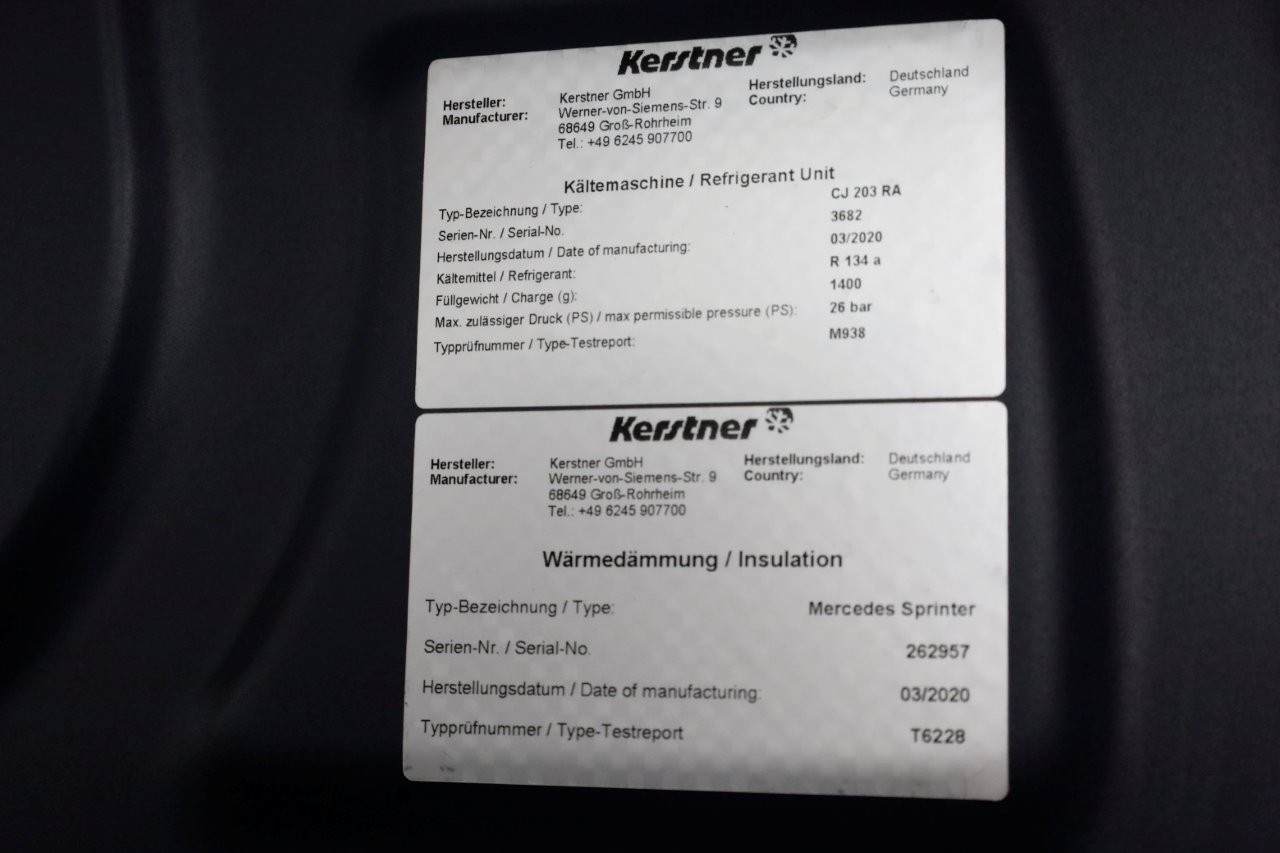 Kerstner
Hersteller: Kerstner GmbH Herstellungsland: Deutschland
Manufacturer: Werner-von-Siemens-Str. 9 Country: Germany
68649 Groß-Rohrheim
Tel.: +49 6245 907700
Kältemaschine / Refrigerant Unit
Typ-Bezeichnung / Type: CJ 203 RA
Serien-Nr. / Serial-No. 3682
Herstellungsdatum / Date of manufacturing: 03/2020
Kältemittel / Refrigerant: R 134 a
Füllgewicht / Charge (g): 1400
Max. zulässiger Druck (PS) / max permissible pressure (PS): 26 bar
Typprüfnummer / Type-Testreport: M938
Kerstner
Hersteller: Kerstner GmbH Herstellungsland: Deutschland
Manufacturer: Werner-von-Siemens-Str. 9 Country: Germany
68649 Groß-Rohrheim
Tel.: +49 6245 907700
Wärmedämmung / Insulation
Typ-Bezeichnung / Type: Mercedes Sprinter
Serien-Nr. / Serial-No. 262957
Herstellungsdatum / Date of manufacturing: 03/2020
Typprüfnummer / Type-Testreport T6228